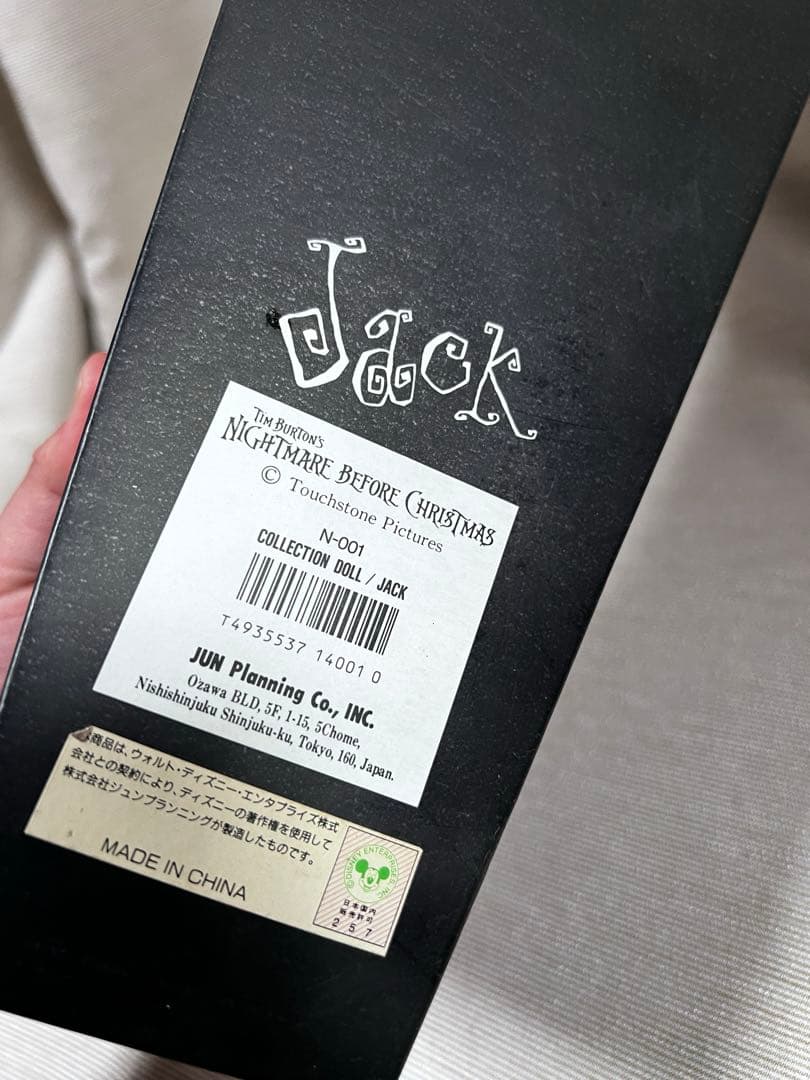 Jack
TIM BURTON'S
NIGHTMARE BEFORE CHRISTMAS
© Touchstone Pictures
N-001
COLLECTION DOLL / JACK
T4935537 14001 0
JUN Planning Co., INC.
Ozawa BLD, 5F, 1-15, 5Chome,
Nishishinjuku Shinjuku-ku, Tokyo, 160, Japan.
商品は、ウォルト・ディズニー・エンタプライズ株式
会社との契約により、ディズニーの著作権を使用して
株式会社ジュンプランニングが製造したものです。
MADE IN CHINA
©DISNEY ENTERPRISES INC
日本国内
販売許可
257